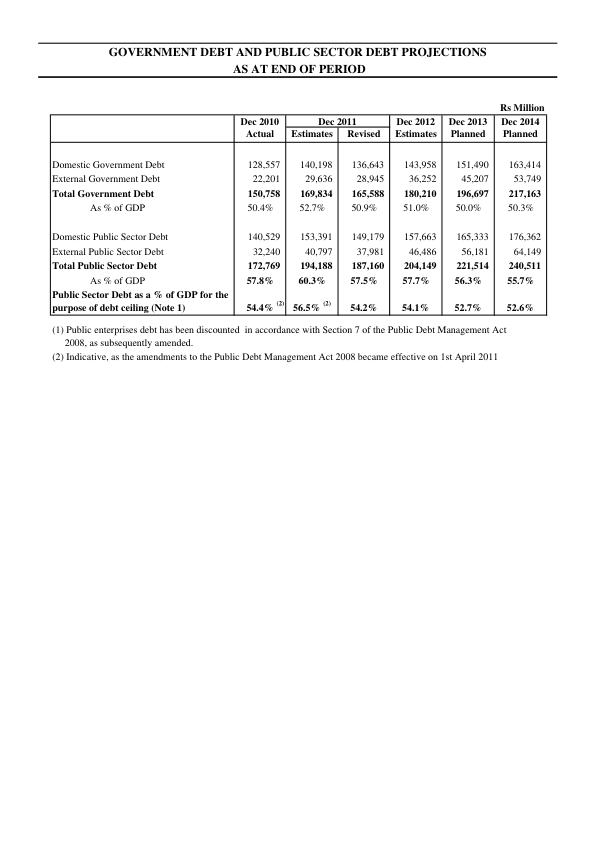 GOVERNMENT DEBT AND PUBLIC SECTOR DEBT PROJECTIONS
AS AT END OF PERIOD
Rs Million
Dec 2010 Dec 2011 Dec 2012 Dec 2013 Dec 2014
Actual Estimates Revised Estimates Planned Planned
Domestic Government Debt 128,557 140,198 136,643 143,958 151,490 163,414
External Government Debt 22,201 29,636 28,945 36,252 45,207 53,749
Total Government Debt 150,758 169,834 165,588 180,210 196,697 217,163
As % of GDP 50.4% 52.7% 50.9% 51.0% 50.0% 50.3%
Domestic Public Sector Debt 140,529 153,391 149,179 157,663 165,333 176,362
External Public Sector Debt 32,240 40,797 37,981 46,486 56,181 64,149
Total Public Sector Debt 172,769 194,188 187,160 204,149 221,514 240,511
As % of GDP 57.8% 60.3% 57.5% 57.7% 56.3% 55.7%
Public Sector Debt as a % of GDP for the
purpose of debt ceiling (Note 1) 54.4% (2) 56.5% (2) 54.2% 54.1% 52.7% 52.6%
(1) Public enterprises debt has been discounted in accordance with Section 7 of the Public Debt Management Act
2008, as subsequently amended.
(2) Indicative, as the amendments to the Public Debt Management Act 2008 became effective on 1st April 2011